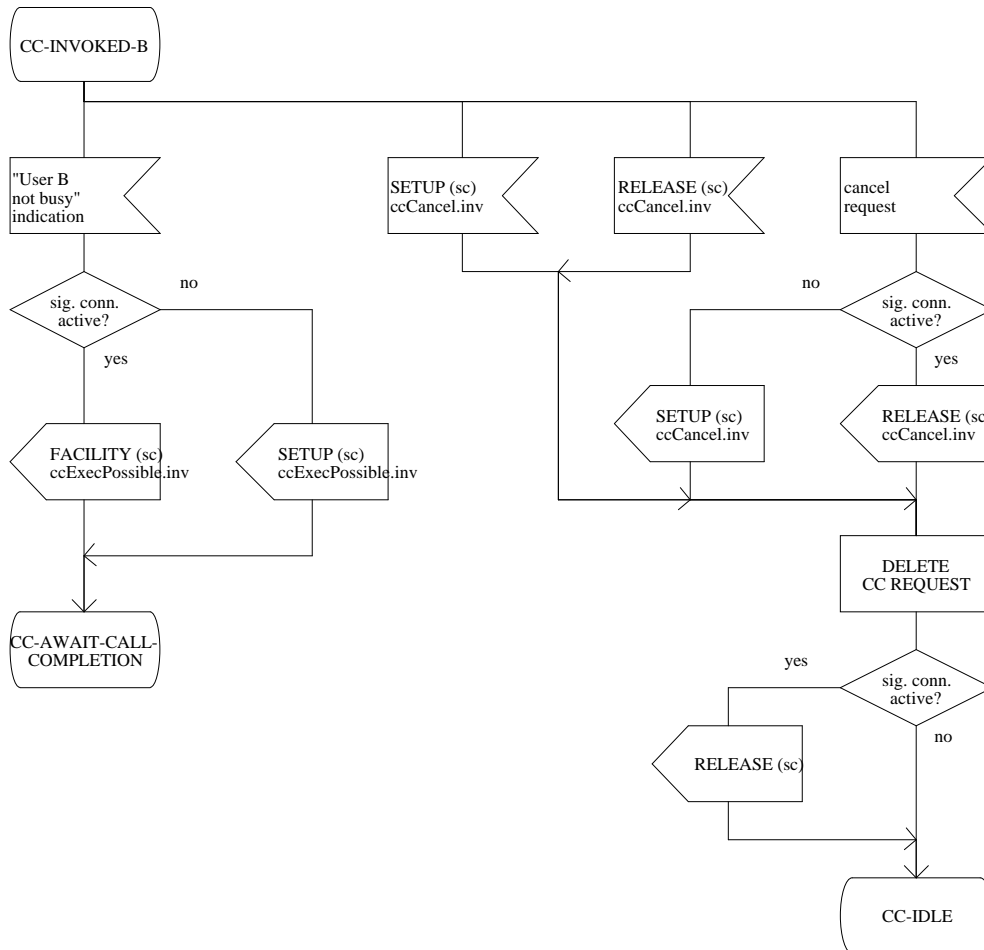 CC-INVOKED-B
"User B
not busy"
indication
SETUP (sc)
ccCancel.inv
RELEASE (sc)
ccCancel.inv
cancel
request
no
sig. conn.
active?
yes
no
sig. conn.
active?
yes
FACILITY (sc)
ccExecPossible.inv
SETUP (sc)
ccExecPossible.inv
SETUP (sc)
ccCancel.inv
RELEASE (sc
ccCancel.inv
DELETE
CC REQUEST
CC-AWAIT-CALL-
COMPLETION
yes
sig. conn.
active?
no
RELEASE (sc)
CC-IDLE